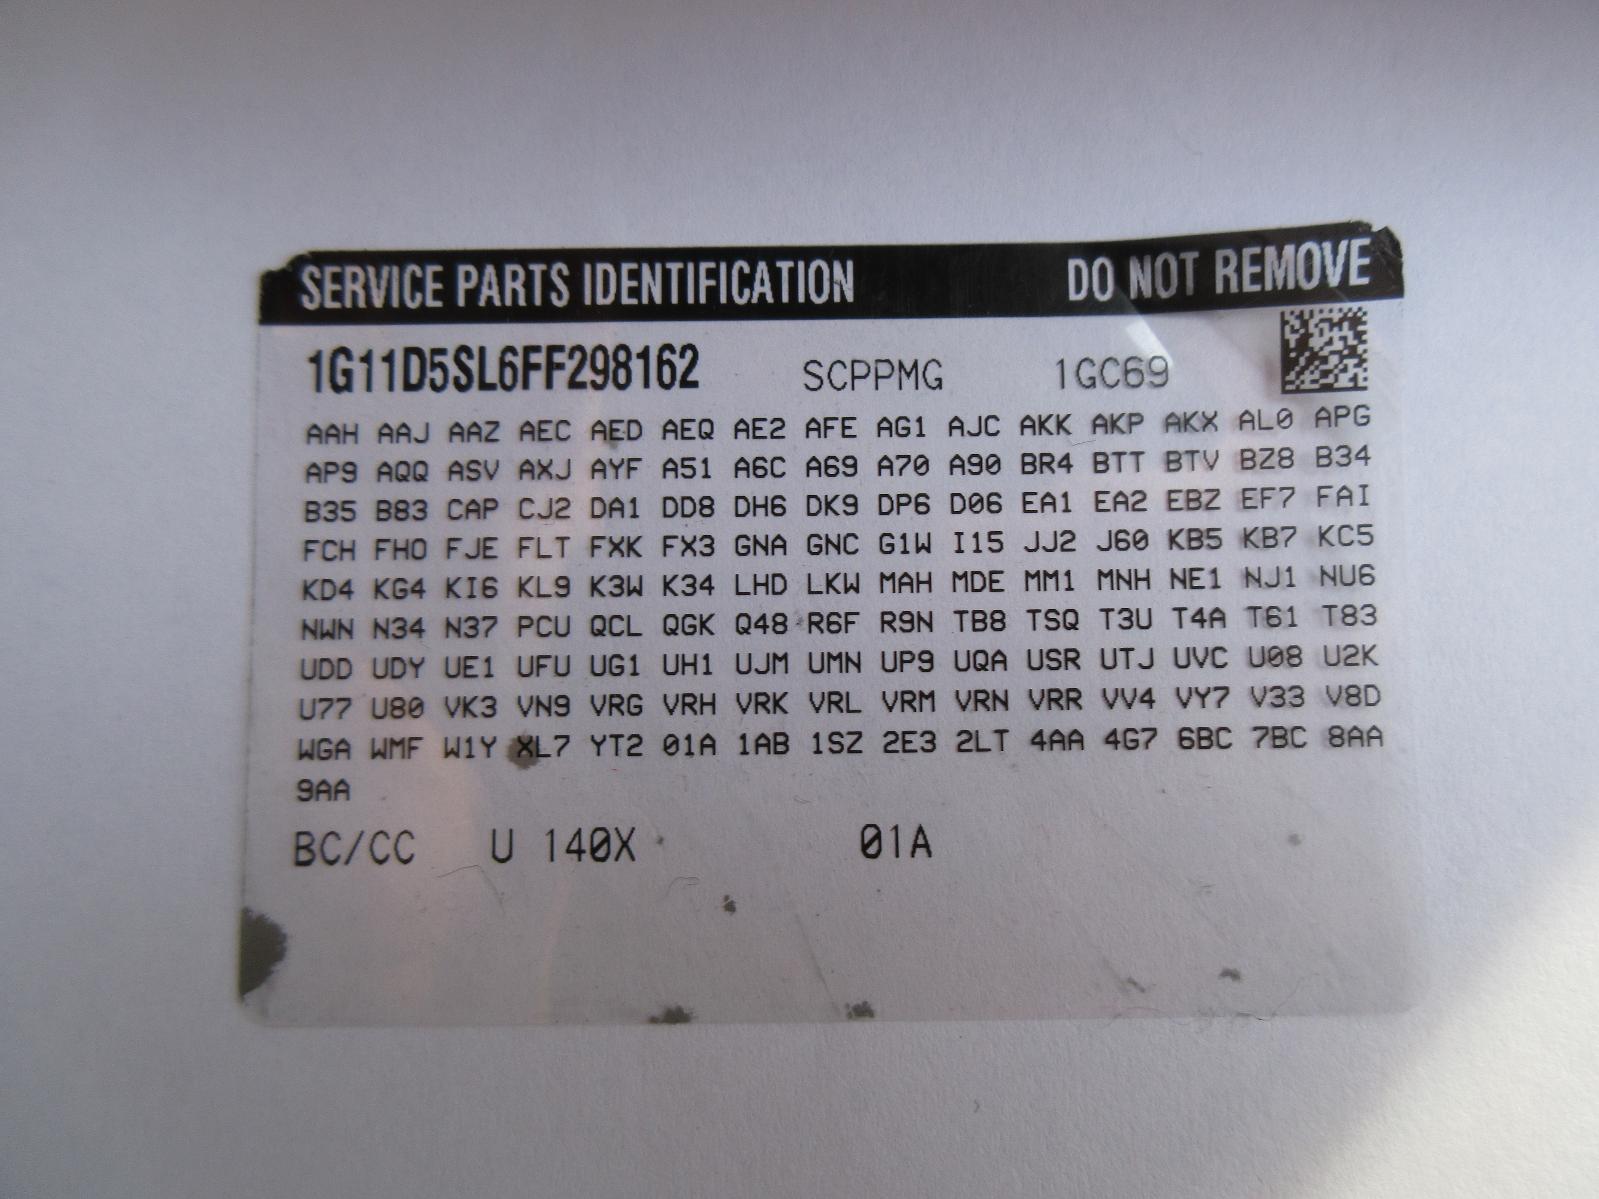 SERVICE PARTS IDENTIFICATION DO NOT REMOVE
1G11D5SL6FF298162 SCPPMG 1GC69
AAH AAJ AAZ AEC AED AEQ AE2 AFE AG1 AJC AKK AKP AKX AL0 APG
AP9 AQQ ASV AXJ AYF A51 A6C A69 A70 A90 BR4 BTT BTV BZ8 B34
B35 B83 CAP CJ2 DA1 DD8 DH6 DK9 DP6 D06 EA1 EA2 EBZ EF7 FAI
FCH FHO FJE FLT FXK FX3 GNA GNC G1W I15 JJ2 J60 KB5 KB7 KC5
KD4 KG4 KI6 KL9 K3W K34 LHD LKW MAH MDE MM1 MNH NE1 NJ1 NU6
NWN N34 N37 PCU QCL QGK Q48 R6F R9N TB8 TSQ T3U T4A T61 T83
UDD UDY UE1 UFU UG1 UH1 UJM UMN UP9 UQA USR UTJ UVC U08 U2K
U77 U80 VK3 VN9 VRG VRH VRK VRL VRM VRN VRR VV4 VY7 V33 V8D
WGA WMF W1Y XL7 YT2 01A 1AB 1SZ 2E3 2LT 4AA 4G7 6BC 7BC 8AA
9AA
BC/CC U 140X 01A